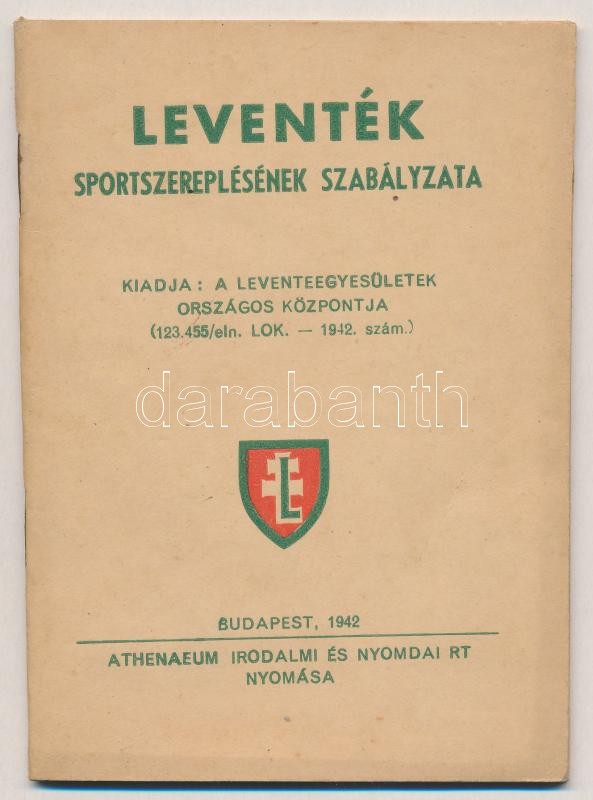 LEVENTÉK
SPORTSZEREPLÉSÉNEK SZABÁLYZATA
KIADJA: A LEVENTEEGYESÜLETEK
ORSZÁGOS KÖZPONTJA
(123.455/eln. LOK. — 1942. szám.)
darabanth
L
BUDAPEST, 1942
ATHENAEUM IRODALMI ÉS NYOMDAI RT
NYOMÁSA